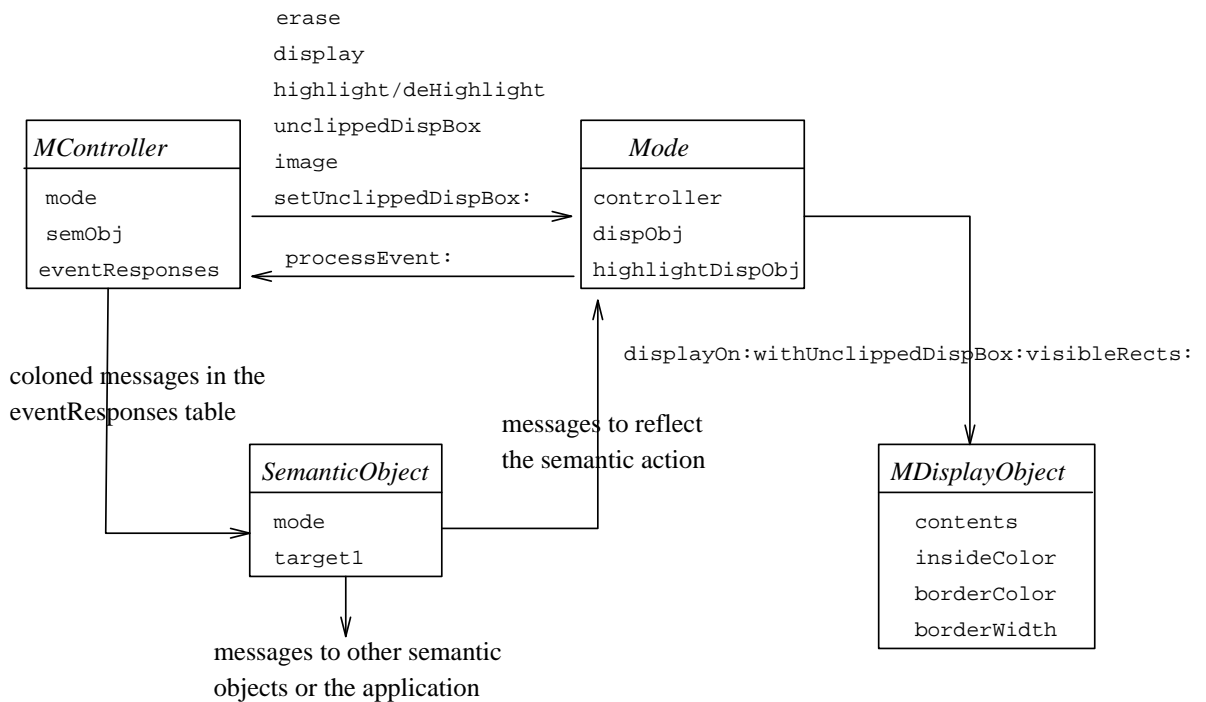 erase
display
highlight/deHighlight
unclippedDispBox
image
setUnclippedDispBox:
MController
mode
semObj
eventResponses
processEvent:
Mode
controller
dispObj
highlightDispObj
displayOn:withUnclippedDispBox:visibleRects:
coloned messages in the
eventResponses table
messages to reflect
the semantic action
SemanticObject
mode
target1
MDisplayObject
contents
insideColor
borderColor
borderWidth
messages to other semantic
objects or the application